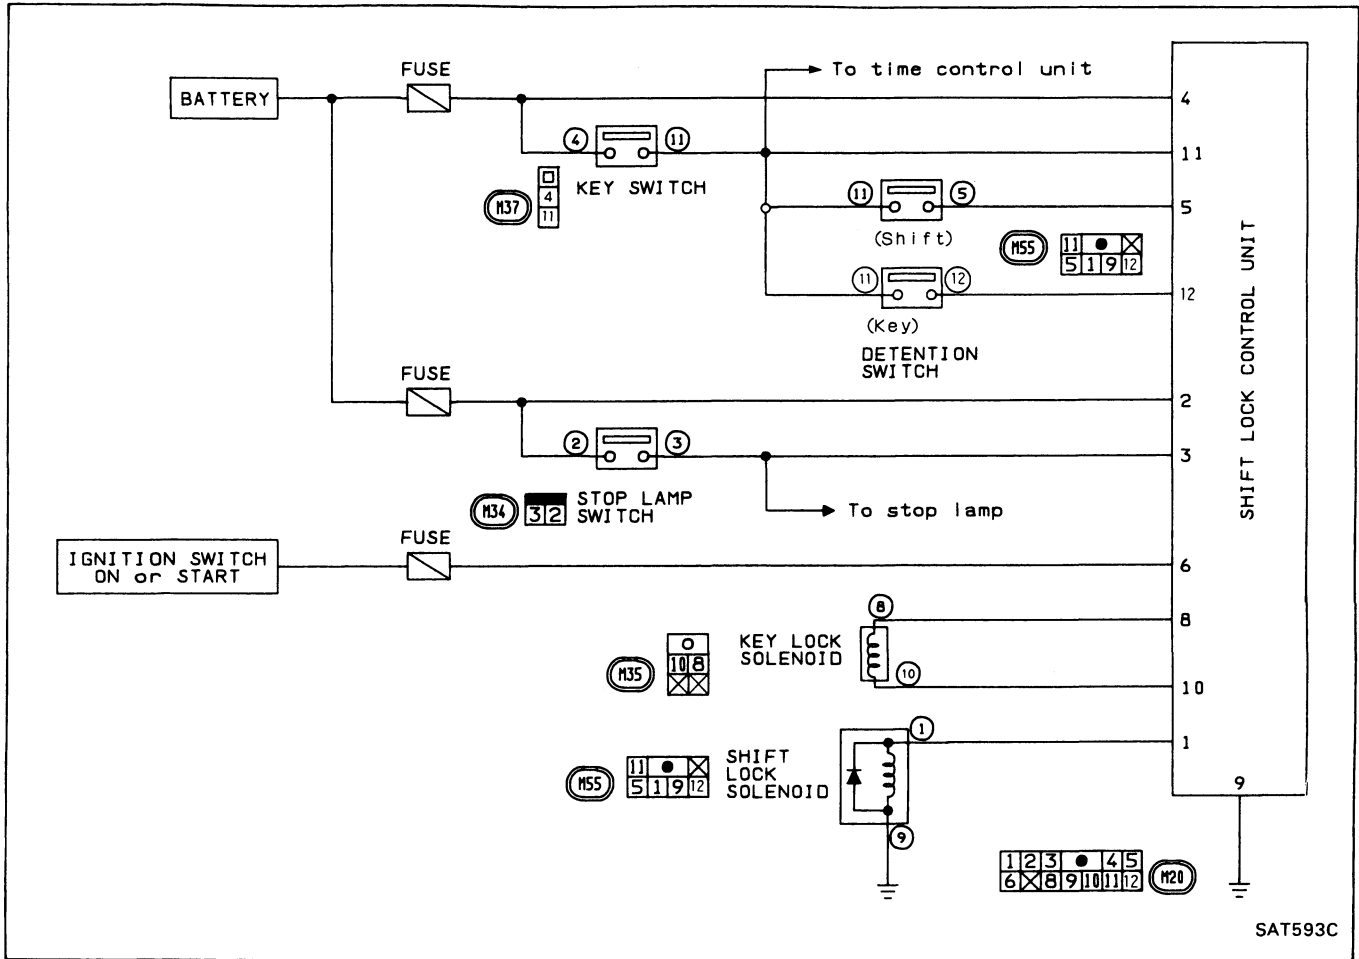 FUSE
To time control unit
BATTERY
4
4
11
11
KEY SWITCH
M37
4
11
11
5
5
(Shift)
M55
11
5 1 9 12
11
12
12
(Key)
DETENTION
SWITCH
FUSE
2
2
3
3
M34
3 2
STOP LAMP
SWITCH
To stop lamp
SHIFT LOCK CONTROL UNIT
FUSE
IGNITION SWITCH
ON or START
6
8
8
KEY LOCK
SOLENOID
M35
10 8
10
10
1
1
SHIFT
LOCK
SOLENOID
M55
11
5 1 9 12
9
9
1 2 3 4 5
6 8 9 10 11 12
M20
SAT593C